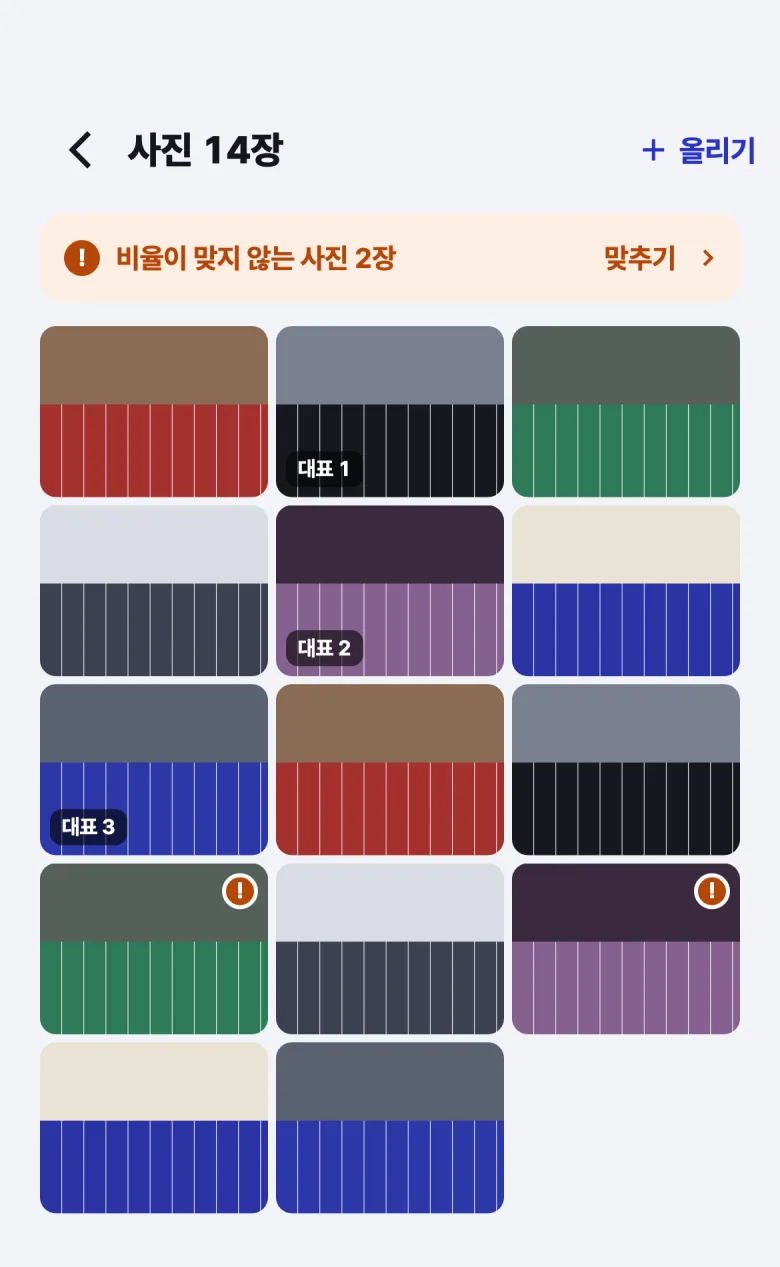 사진 14장
+ 올리기
! 비율이 맞지 않는 사진 2장
맞추기 >
대표 1
대표 2
대표 3
!
!